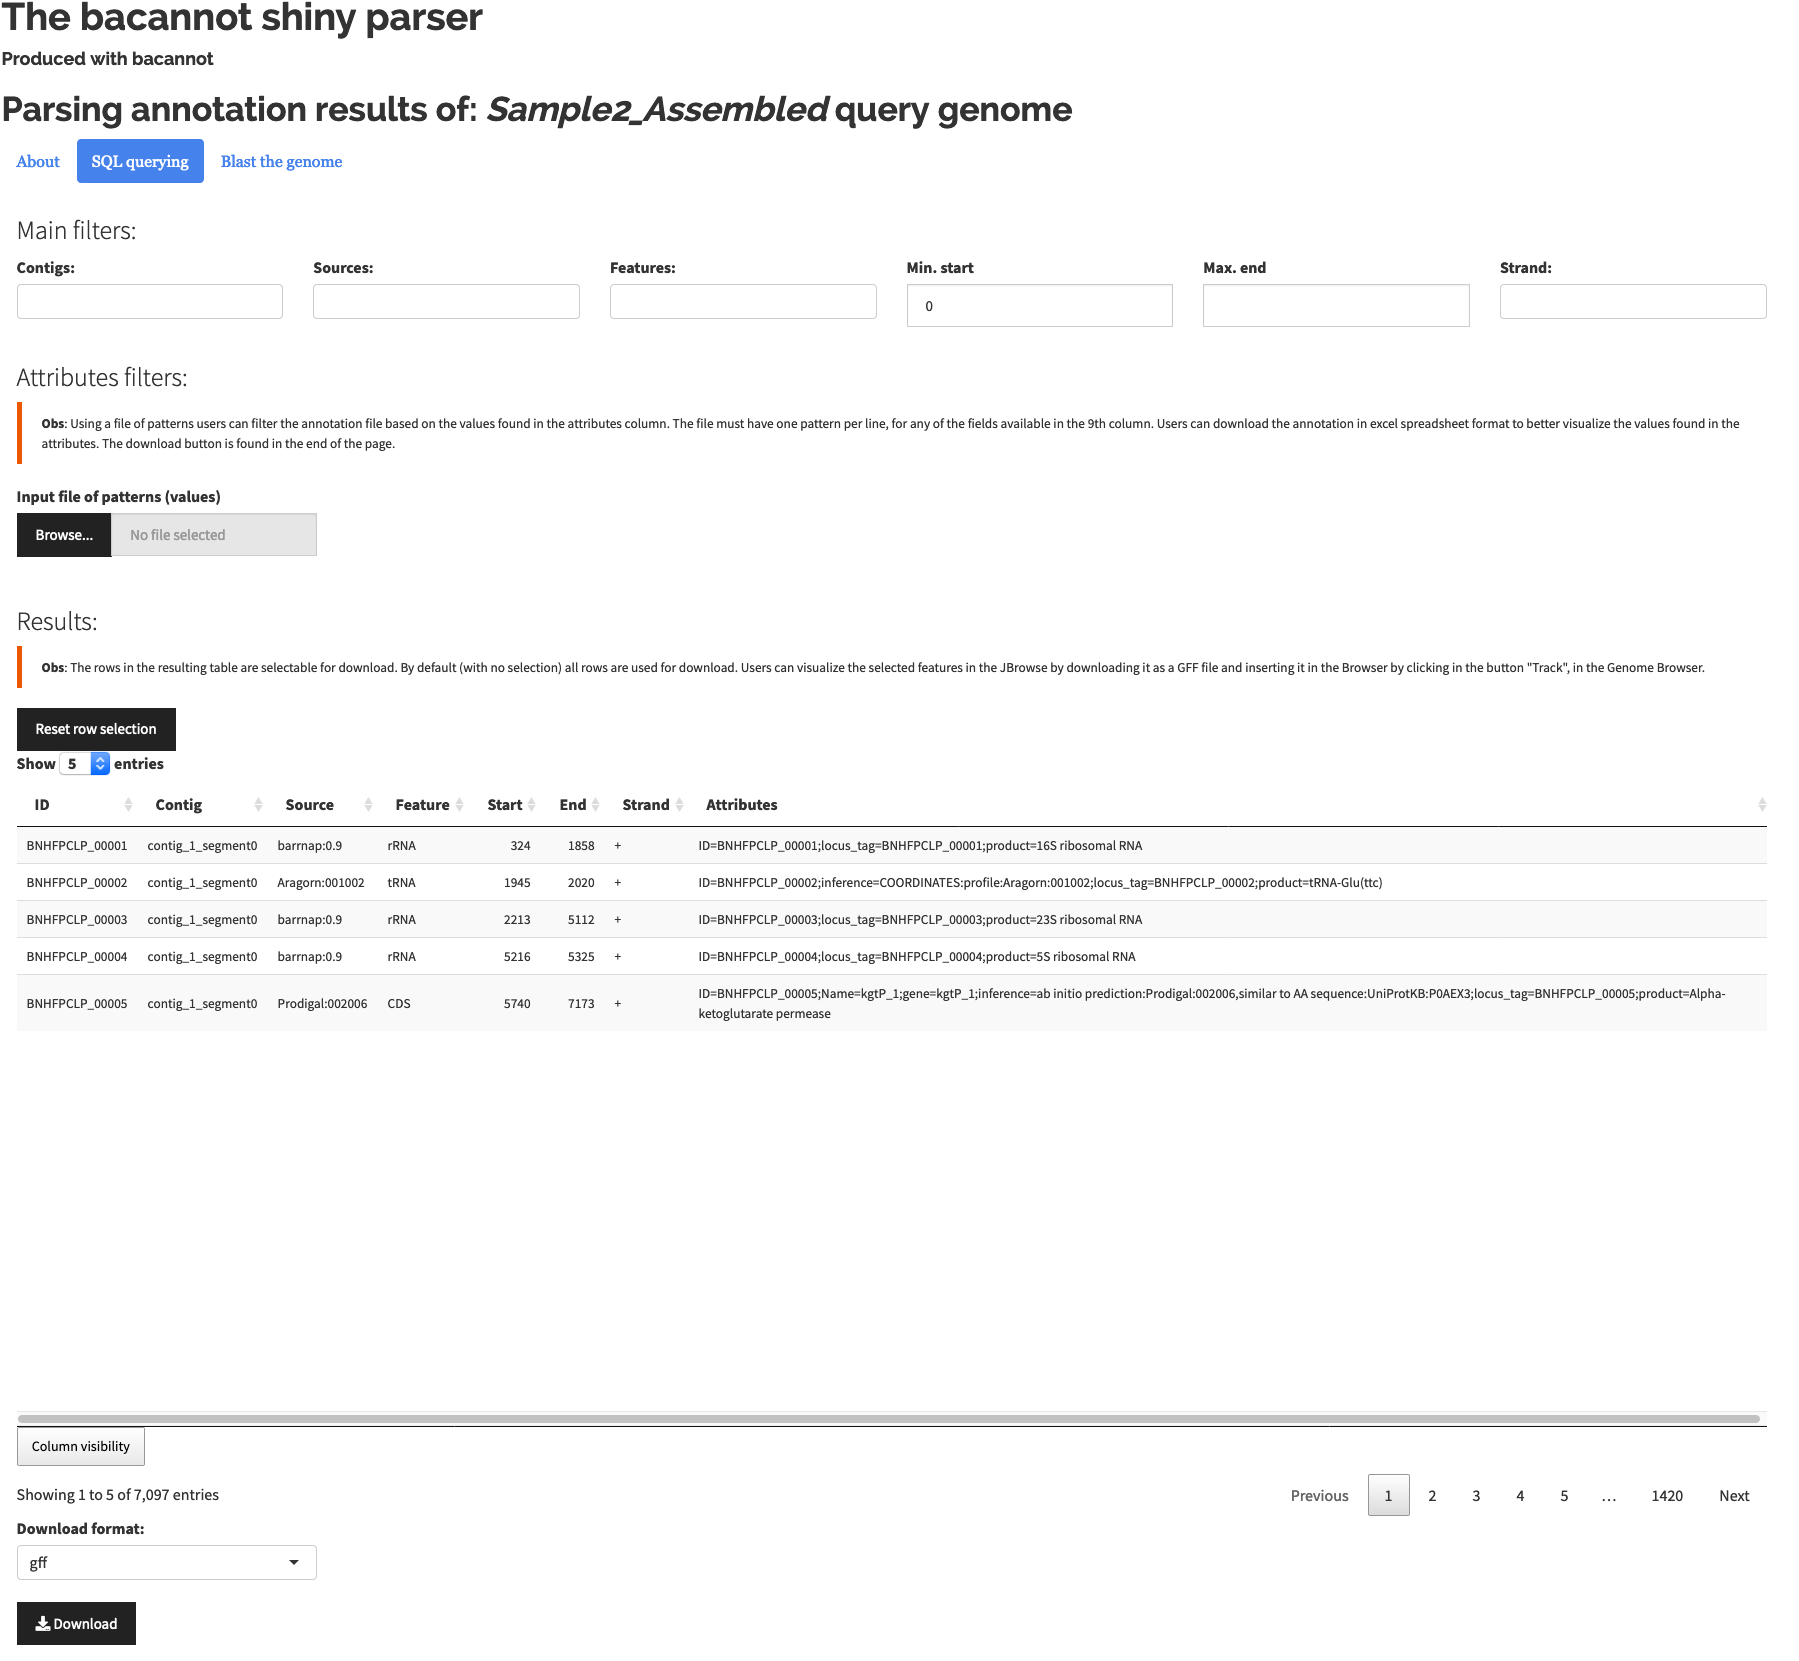 The bacannot shiny parser
Produced with bacannot
Parsing annotation results of: Sample2_Assembled query genome
About SQL querying Blast the genome
Main filters:
Contigs: Sources: Features: Min. start Max. end Strand:
0
Attributes filters:
Obs: Using a file of patterns users can filter the annotation file based on the values found in the attributes column. The file must have one pattern per line, for any of the fields available in the 9th column. Users can download the annotation in excel spreadsheet format to better visualize the values found in the
attributes. The download button is found in the end of the page.
Input file of patterns (values)
Browse... No file selected
Results:
Obs: The rows in the resulting table are selectable for download. By default (with no selection) all rows are used for download. Users can visualize the selected features in the JBrowse by downloading it as a GFF file and inserting it in the Browser by clicking in the button "Track", in the Genome Browser.
Reset row selection
Show 5 entries
ID Contig Source Feature Start End Strand Attributes
BNHFPCLP_00001 contig_1_segment0 barrnap:0.9 rRNA 324 1858 + ID=BNHFPCLP_00001;locus_tag=BNHFPCLP_00001;product=16S ribosomal RNA
BNHFPCLP_00002 contig_1_segment0 Aragorn:001002 tRNA 1945 2020 + ID=BNHFPCLP_00002;inference=COORDINATES:profile:Aragorn:001002;locus_tag=BNHFPCLP_00002;product=tRNA-Glu(ttc)
BNHFPCLP_00003 contig_1_segment0 barrnap:0.9 rRNA 2213 5112 + ID=BNHFPCLP_00003;locus_tag=BNHFPCLP_00003;product=23S ribosomal RNA
BNHFPCLP_00004 contig_1_segment0 barrnap:0.9 rRNA 5216 5325 + ID=BNHFPCLP_00004;locus_tag=BNHFPCLP_00004;product=5S ribosomal RNA
BNHFPCLP_00005 contig_1_segment0 Prodigal:002006 CDS 5740 7173 + ID=BNHFPCLP_00005;Name=kgtP_1;gene=kgtP_1;inference=ab initio prediction:Prodigal:002006,similar to AA sequence:UniProtKB:P0AEX3;locus_tag=BNHFPCLP_00005;product=Alpha-
ketoglutarate permease
Column visibility
Showing 1 to 5 of 7,097 entries
Previous 1 2 3 4 5 … 1420 Next
Download format:
gff
Download